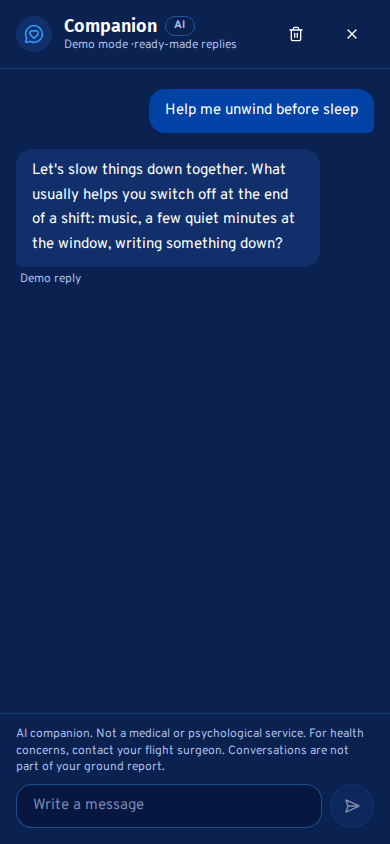 Companion AI
Demo mode ·ready-made replies
Help me unwind before sleep
Let's slow things down together. What
usually helps you switch off at the end
of a shift: music, a few quiet minutes at
the window, writing something down?
Demo reply
AI companion. Not a medical or psychological service. For health
concerns, contact your flight surgeon. Conversations are not
part of your ground report.
Write a message